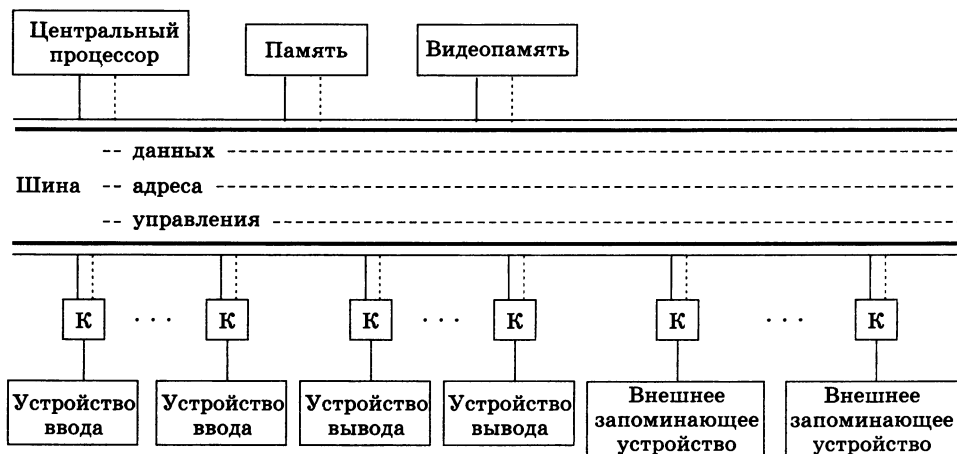 Центральный
процессор
Память
Видеопамять
данных
Шина
адреса
управления
К
К
К
К
К
К
Устройство
ввода
Устройство
ввода
Устройство
вывода
Устройство
вывода
Внешнее
запоминающее
устройство
Внешнее
запоминающее
устройство